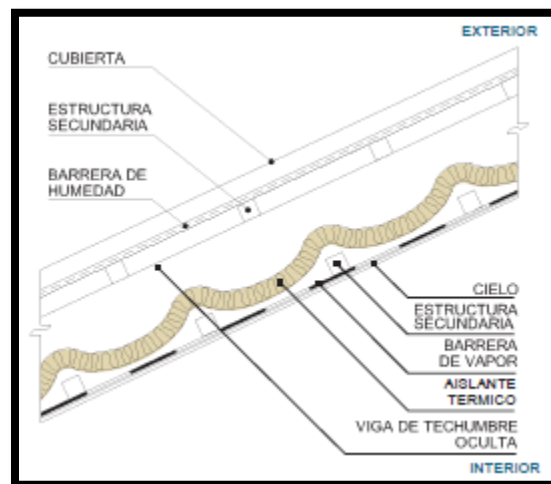 EXTERIOR
CUBIERTA
ESTRUCTURA
SECUNDARIA
BARRERA DE
HUMEDAD
CIELO
ESTRUCTURA
SECUNDARIA
BARRERA
DE VAPOR
AISLANTE
TERMICO
VIGA DE TECHUMBRE
OCULTA
INTERIOR